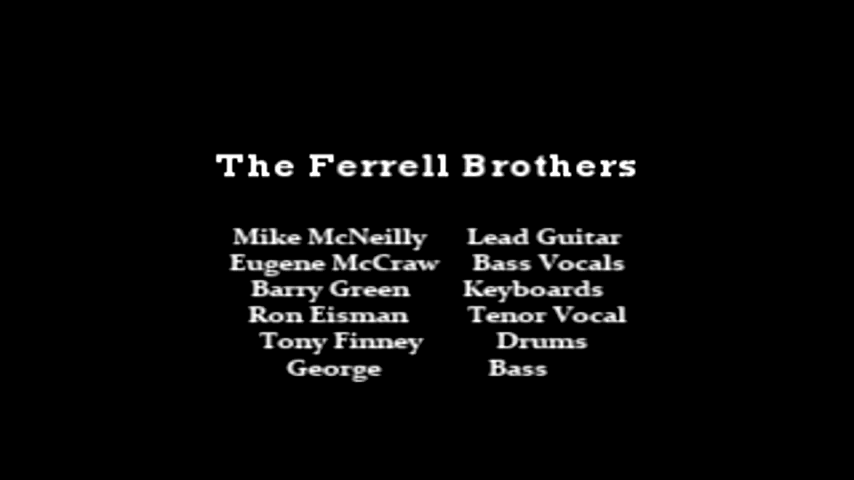 The Ferrell Brothers
Mike McNeilly Lead Guitar
Eugene McCraw Bass Vocals
Barry Green Keyboards
Ron Eisman Tenor Vocal
Tony Finney Drums
George Bass